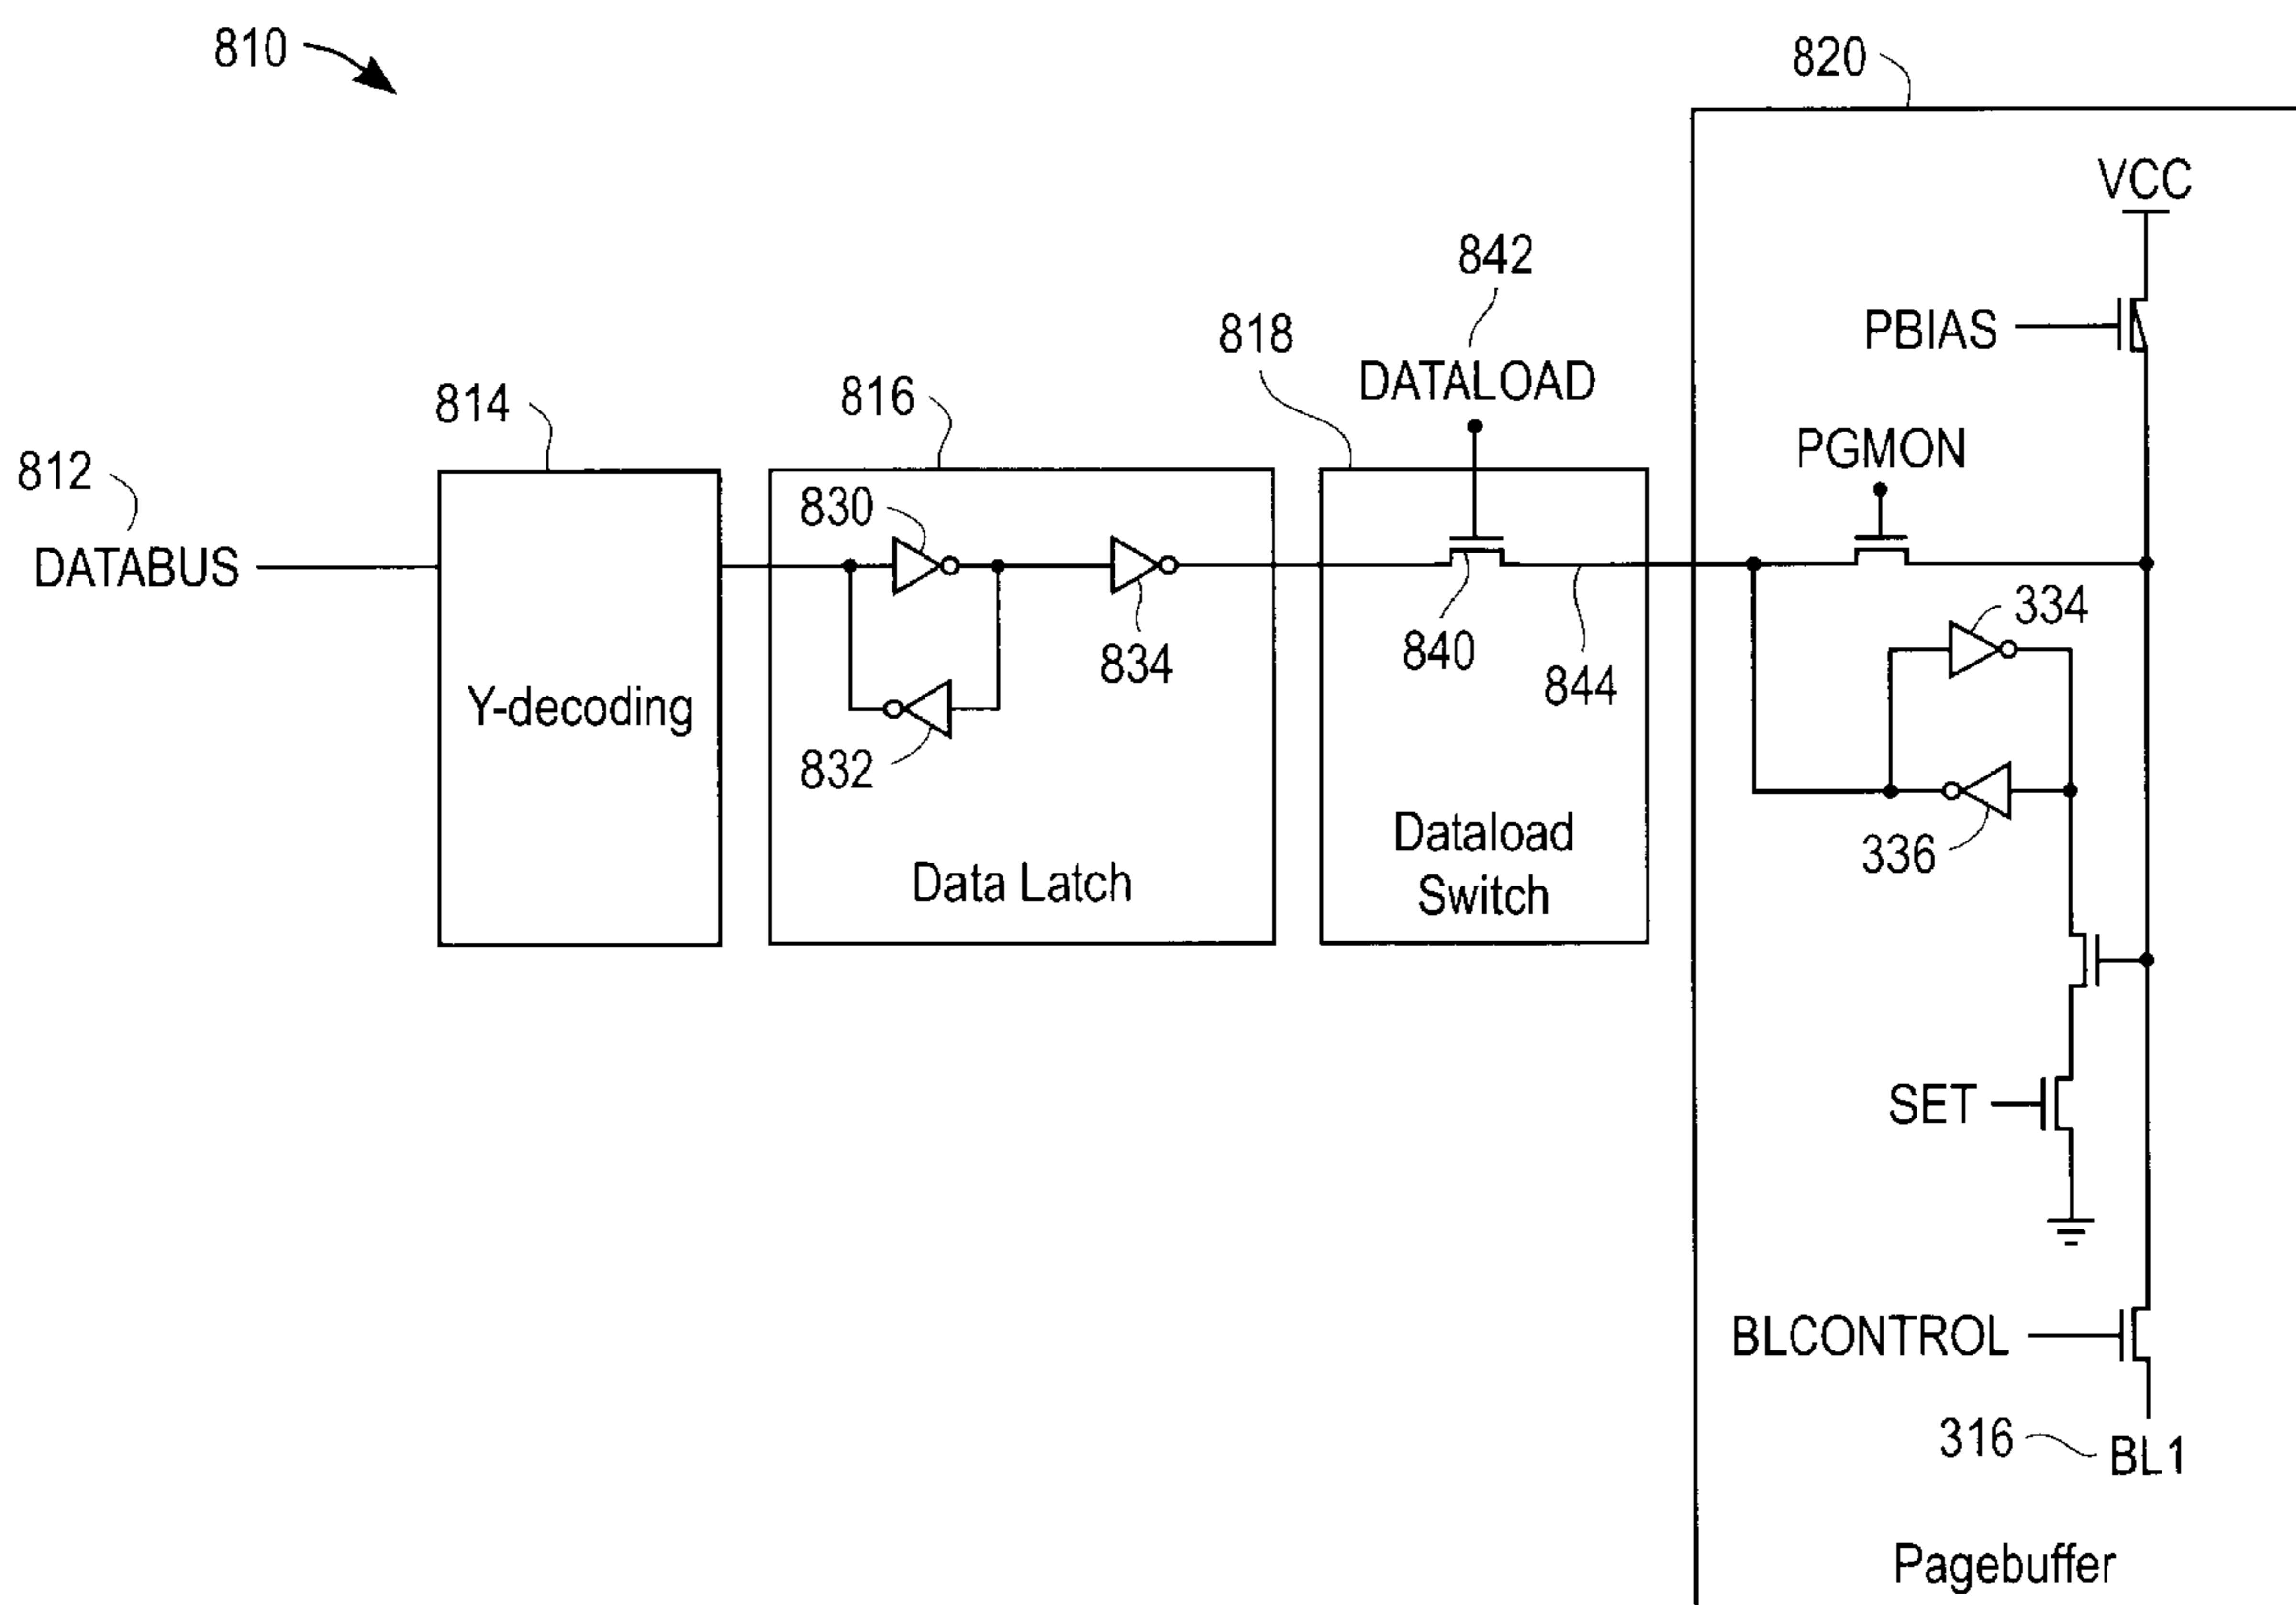 810
820
VCC
842
818
PBIAS
DATALOAD
814
816
PGMON
812
830
DATABUS
834
840
844
334
Y-decoding
832
Dataload
Switch
336
Data Latch
SET
BLCONTROL
316
BL1
Pagebuffer